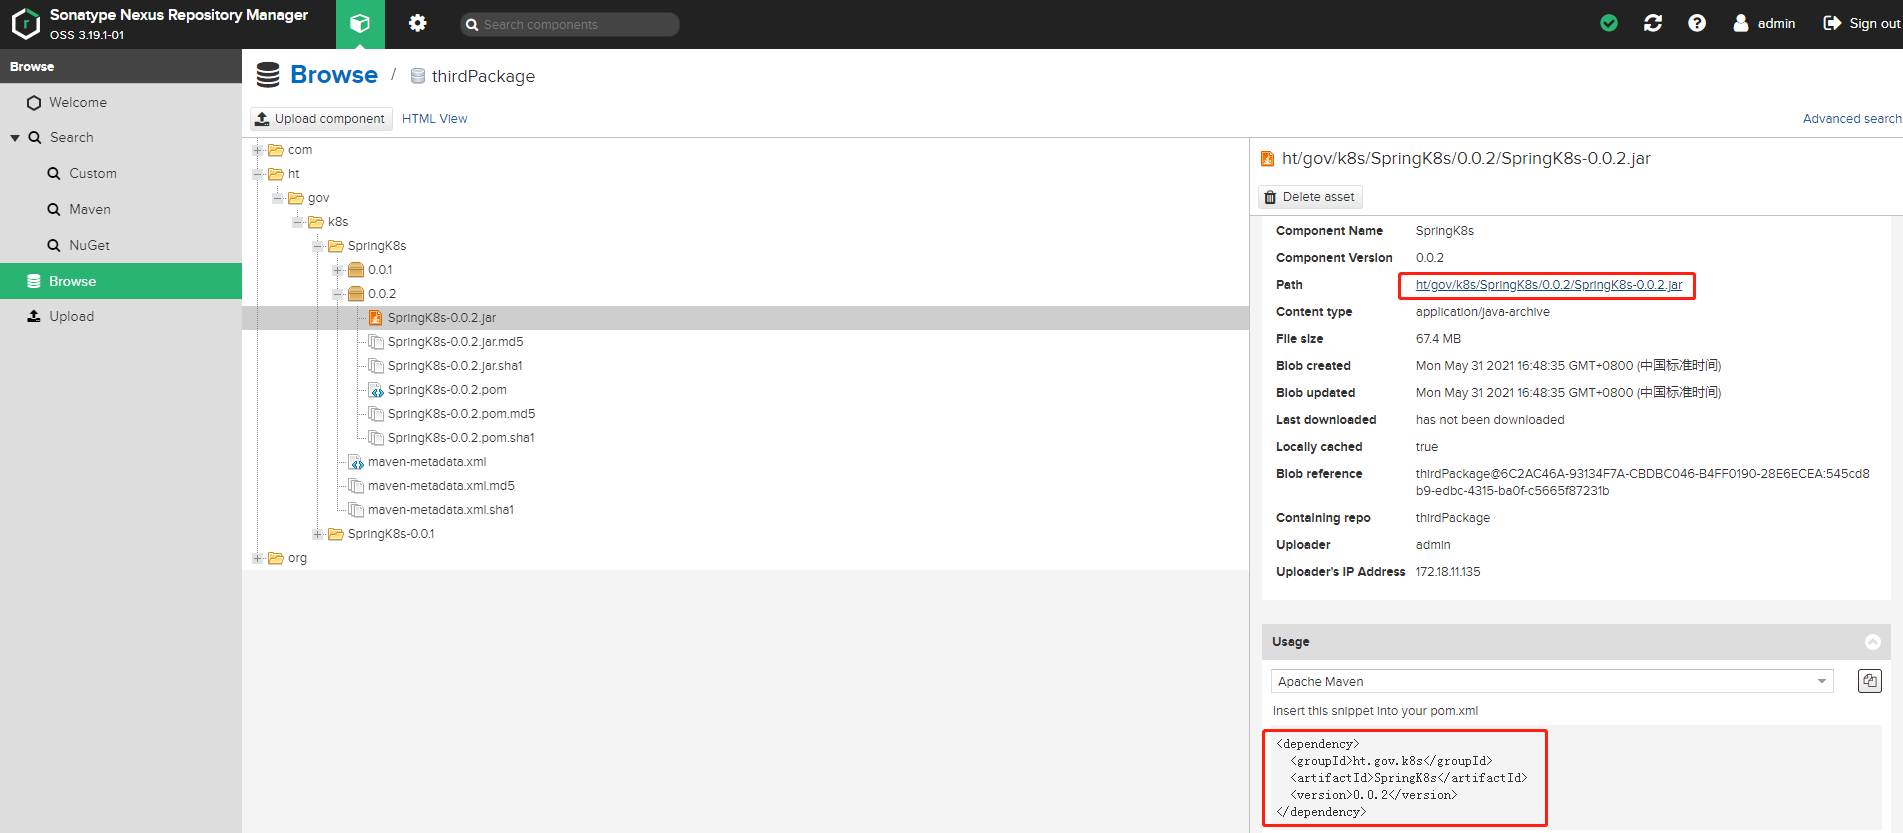 Sonatype Nexus Repository Manager
OSS 3.19.1-01
Search components
admin
Sign out
Browse
Welcome
Search
Custom
Maven
NuGet
Browse
Upload
Browse / thirdPackage
Upload component
HTML View
Advanced search
com
ht
gov
k8s
SpringK8s
0.0.1
0.0.2
SpringK8s-0.0.2.jar
SpringK8s-0.0.2.jar.md5
SpringK8s-0.0.2.jar.sha1
SpringK8s-0.0.2.pom
SpringK8s-0.0.2.pom.md5
SpringK8s-0.0.2.pom.sha1
maven-metadata.xml
maven-metadata.xml.md5
maven-metadata.xml.sha1
SpringK8s-0.0.1
org
ht/gov/k8s/SpringK8s/0.0.2/SpringK8s-0.0.2.jar
Delete asset
Component Name SpringK8s
Component Version 0.0.2
Path ht/gov/k8s/SpringK8s/0.0.2/SpringK8s-0.0.2.jar
Content type application/java-archive
File size 67.4 MB
Blob created Mon May 31 2021 16:48:35 GMT+0800 (中国标准时间)
Blob updated Mon May 31 2021 16:48:35 GMT+0800 (中国标准时间)
Last downloaded has not been downloaded
Locally cached true
Blob reference thirdPackage@6C2AC46A-93134F7A-CBDBC046-B4FF0190-28E6ECEA:545cd8
b9-edbc-4315-ba0f-c5665f87231b
Containing repo thirdPackage
Uploader admin
Uploader's IP Address 172.18.11.135
Usage
Apache Maven
Insert this snippet into your pom.xml
<dependency>
<groupId>ht.gov.k8s</groupId>
<artifactId>SpringK8s</artifactId>
<version>0.0.2</version>
</dependency>